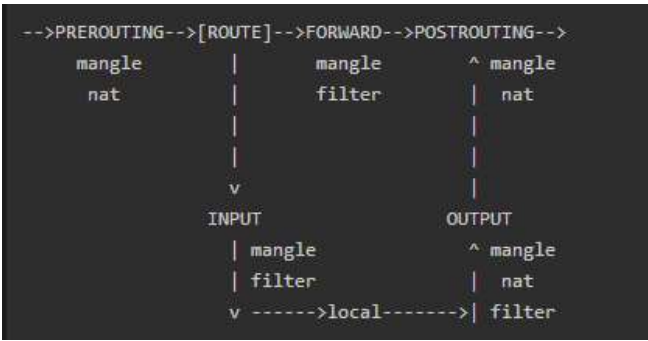 -->PREROUTING-->[ROUTE]-->FORWARD-->POSTROUTING-->
     mangle        |       mangle        ^ mangle
      nat          |       filter        |  nat
                   |                     |
                   |                     |
                   v                     |
                 INPUT                 OUTPUT
                   | mangle              ^ mangle
                   | filter              |  nat
                   v ------>local------->| filter